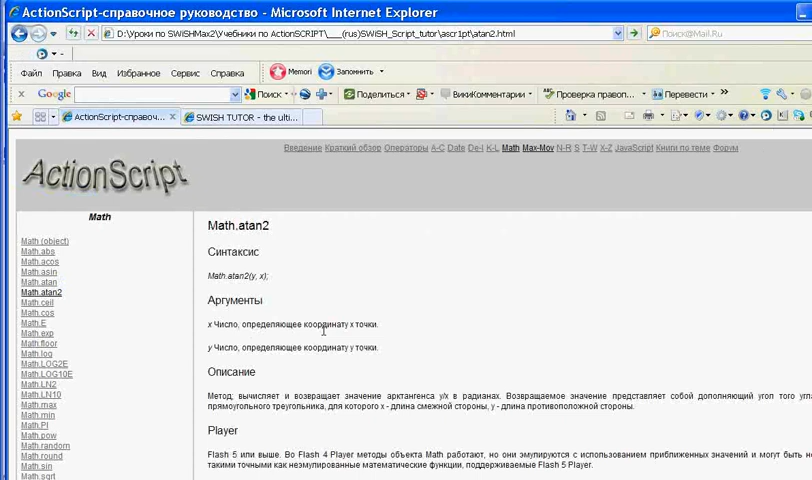 ActionScript-справочное руководство - Microsoft Internet Explorer
D:\Уроки по SWiSHMax2\Учебники по ActionSCRIPT\___(rus)SWiSH_Script_tutor\ascr1pt\atan2.html
Поиск@Mail.Ru
Файл Правка Вид Избранное Сервис Справка Memori Запомнить
Google Поиск Поделиться ВикиКомментарии Проверка правоп... Перевести
ActionScript-справоч... SWISH TUTOR - the ulti...
Введение Краткий обзор Операторы A-C Date De-I K-L Math Max-Mov N-R S T-W X-Z JavaScript Книги по теме Форум
ActionScript
Math
Math (object)
Math.abs
Math.acos
Math.asin
Math.atan
Math.atan2
Math.ceil
Math.cos
Math.E
Math.exp
Math.floor
Math.log
Math.LOG2E
Math.LOG10E
Math.LN2
Math.LN10
Math.max
Math.min
Math.PI
Math.pow
Math.random
Math.round
Math.sin
Math.sqrt
Math.atan2
Синтаксис
Math.atan2(y, x);
Аргументы
x Число, определяющее координату x точки.
y Число, определяющее координату y точки.
Описание
Метод; вычисляет и возвращает значение арктангенса y/x в радианах. Возвращаемое значение представляет собой дополняющий угол того
прямоугольного треугольника, для которого x - длина смежной стороны, y - длина противоположной стороны.
Player
Flash 5 или выше. Во Flash 4 Player методы объекта Math работают, но они эмулируются с использованием приближенных значений и могут быть
такими точными как неэмулированные математические функции, поддерживаемые Flash 5 Player.